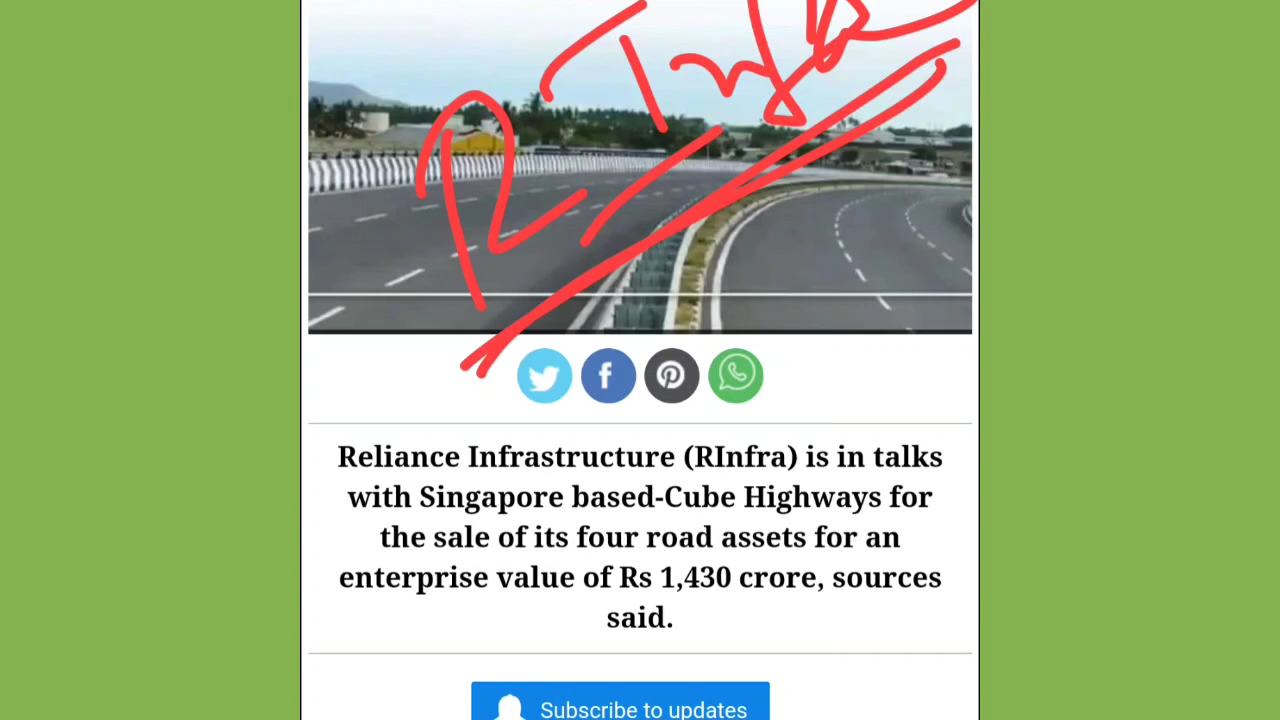 R. Infra
Reliance Infrastructure (RInfra) is in talks
with Singapore based-Cube Highways for
the sale of its four road assets for an
enterprise value of Rs 1,430 crore, sources
said.
Subscribe to updates